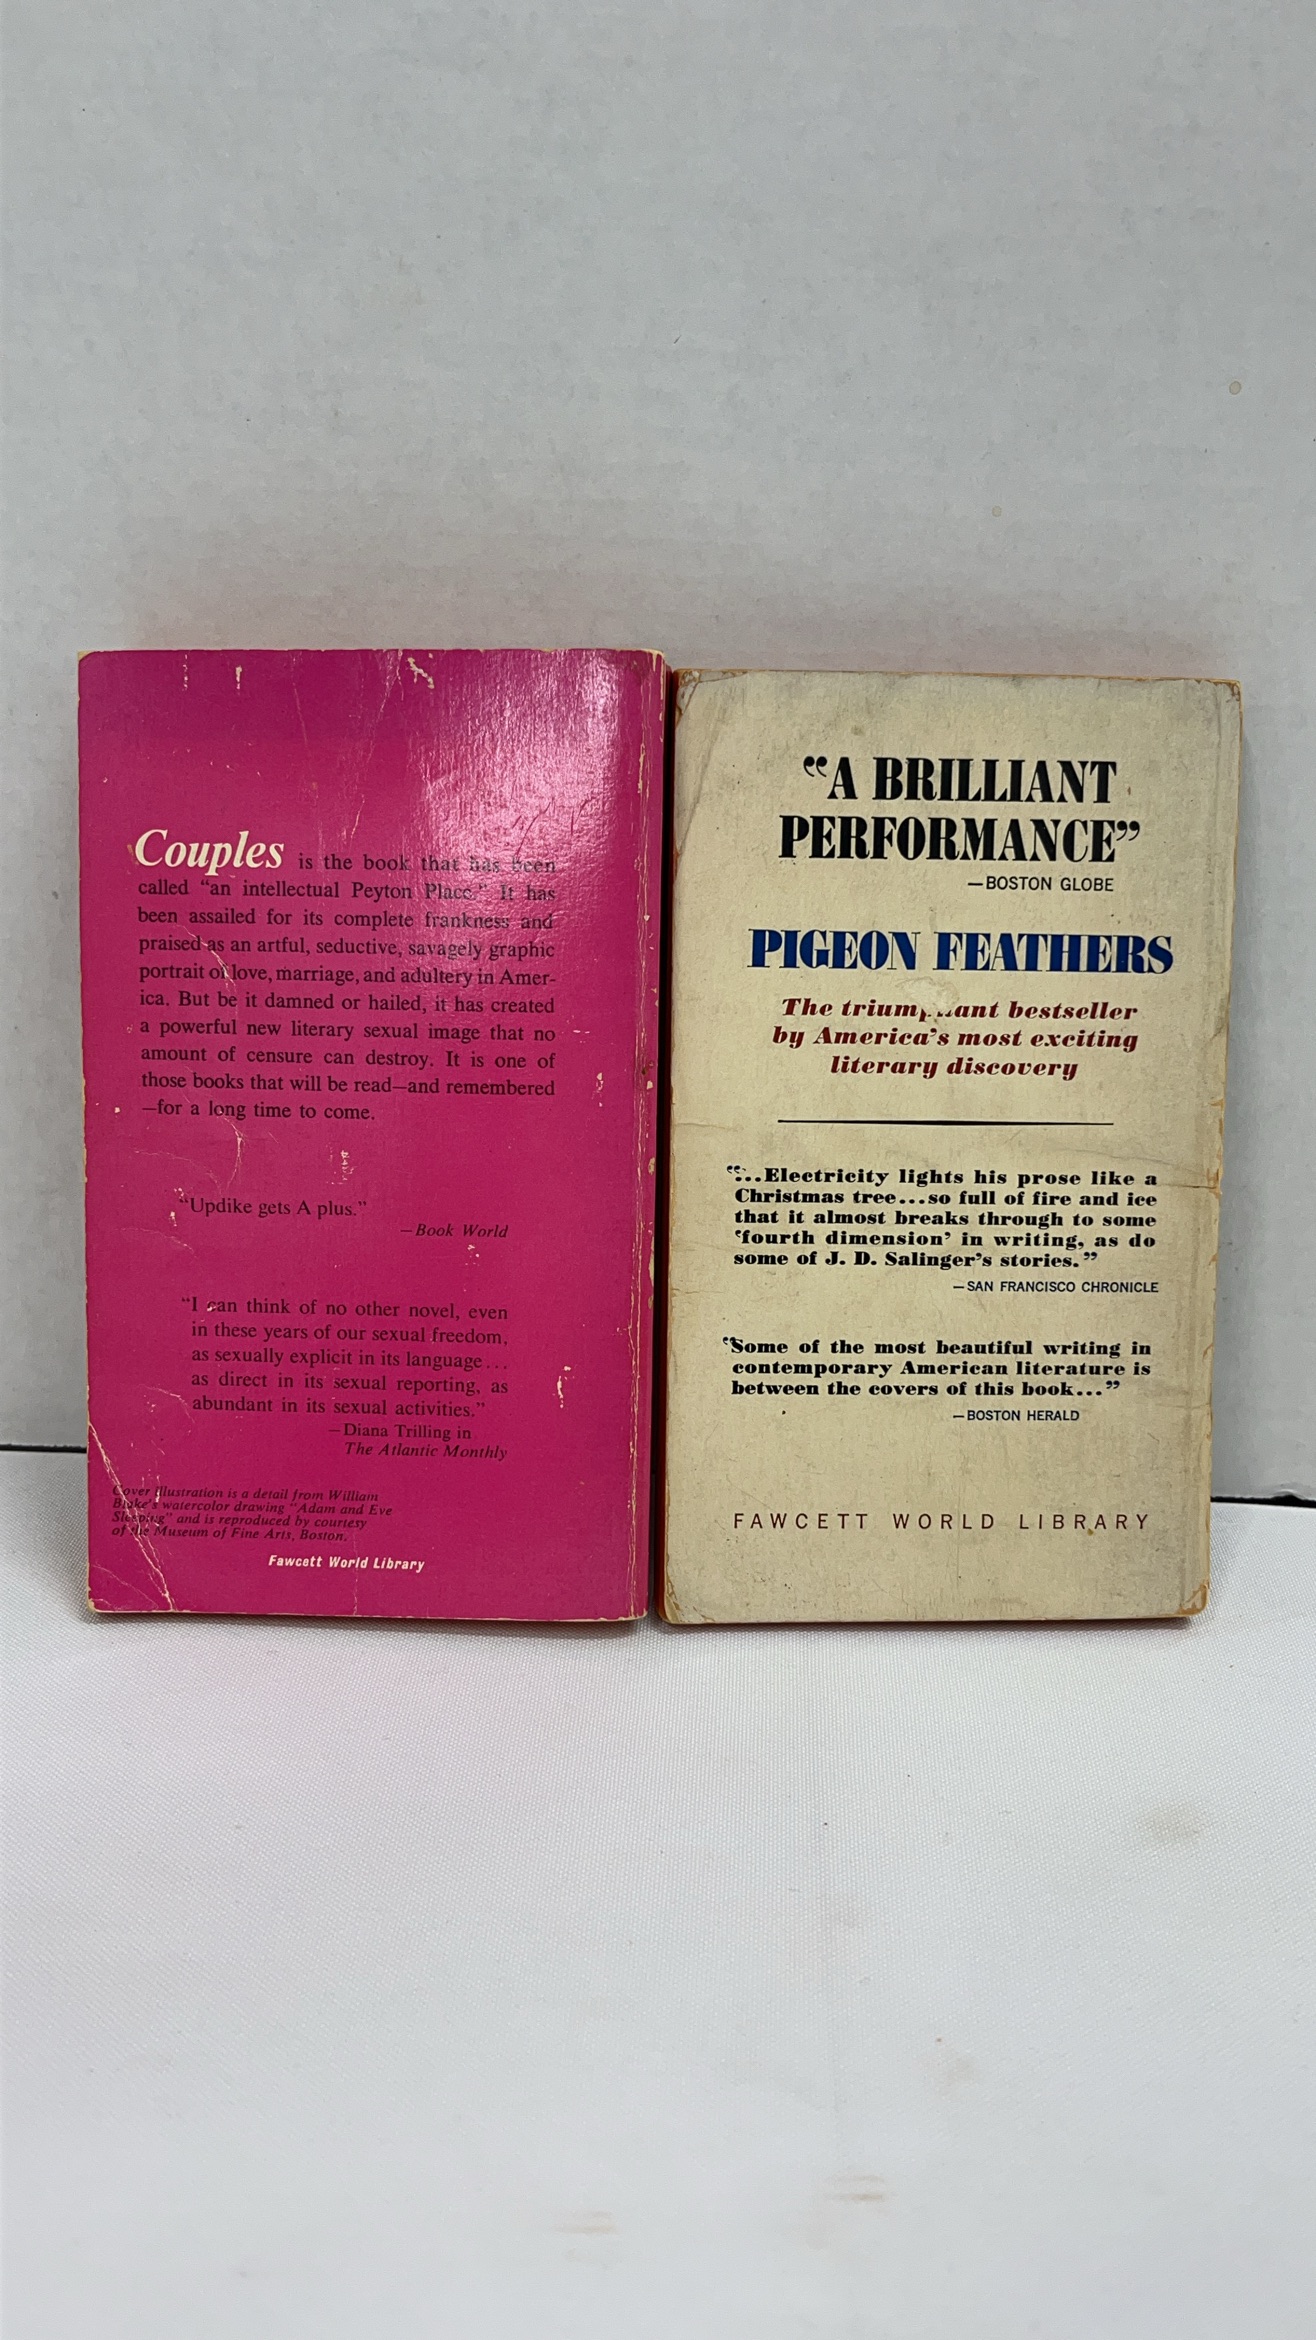 Couples is the book that has been
called “an intellectual Peyton Place.” It has
been assailed for its complete frankness and
praised as an artful, seductive, savagely graphic
portrait of love, marriage, and adultery in Amer-
ica. But be it damned or hailed, it has created
a powerful new literary sexual image that no
amount of censure can destroy. It is one of
those books that will be read—and remembered
—for a long time to come.
“Updike gets A plus.”
—Book World
“I can think of no other novel, even
in these years of our sexual freedom,
as sexually explicit in its language...
as direct in its sexual reporting, as
abundant in its sexual activities.”
—Diana Trilling in
The Atlantic Monthly
Cover illustration is a detail from William
Blake's watercolor drawing "Adam and Eve
Sleeping" and is reproduced by courtesy
of the Museum of Fine Arts, Boston.
Fawcett World Library
“A BRILLIANT
PERFORMANCE”
—BOSTON GLOBE
PIGEON FEATHERS
The triumphant bestseller
by America's most exciting
literary discovery
“...Electricity lights his prose like a
Christmas tree...so full of fire and ice
that it almost breaks through to some
‘fourth dimension’ in writing, as do
some of J. D. Salinger's stories.”
—SAN FRANCISCO CHRONICLE
“Some of the most beautiful writing in
contemporary American literature is
between the covers of this book...”
—BOSTON HERALD
FAWCETT WORLD LIBRARY